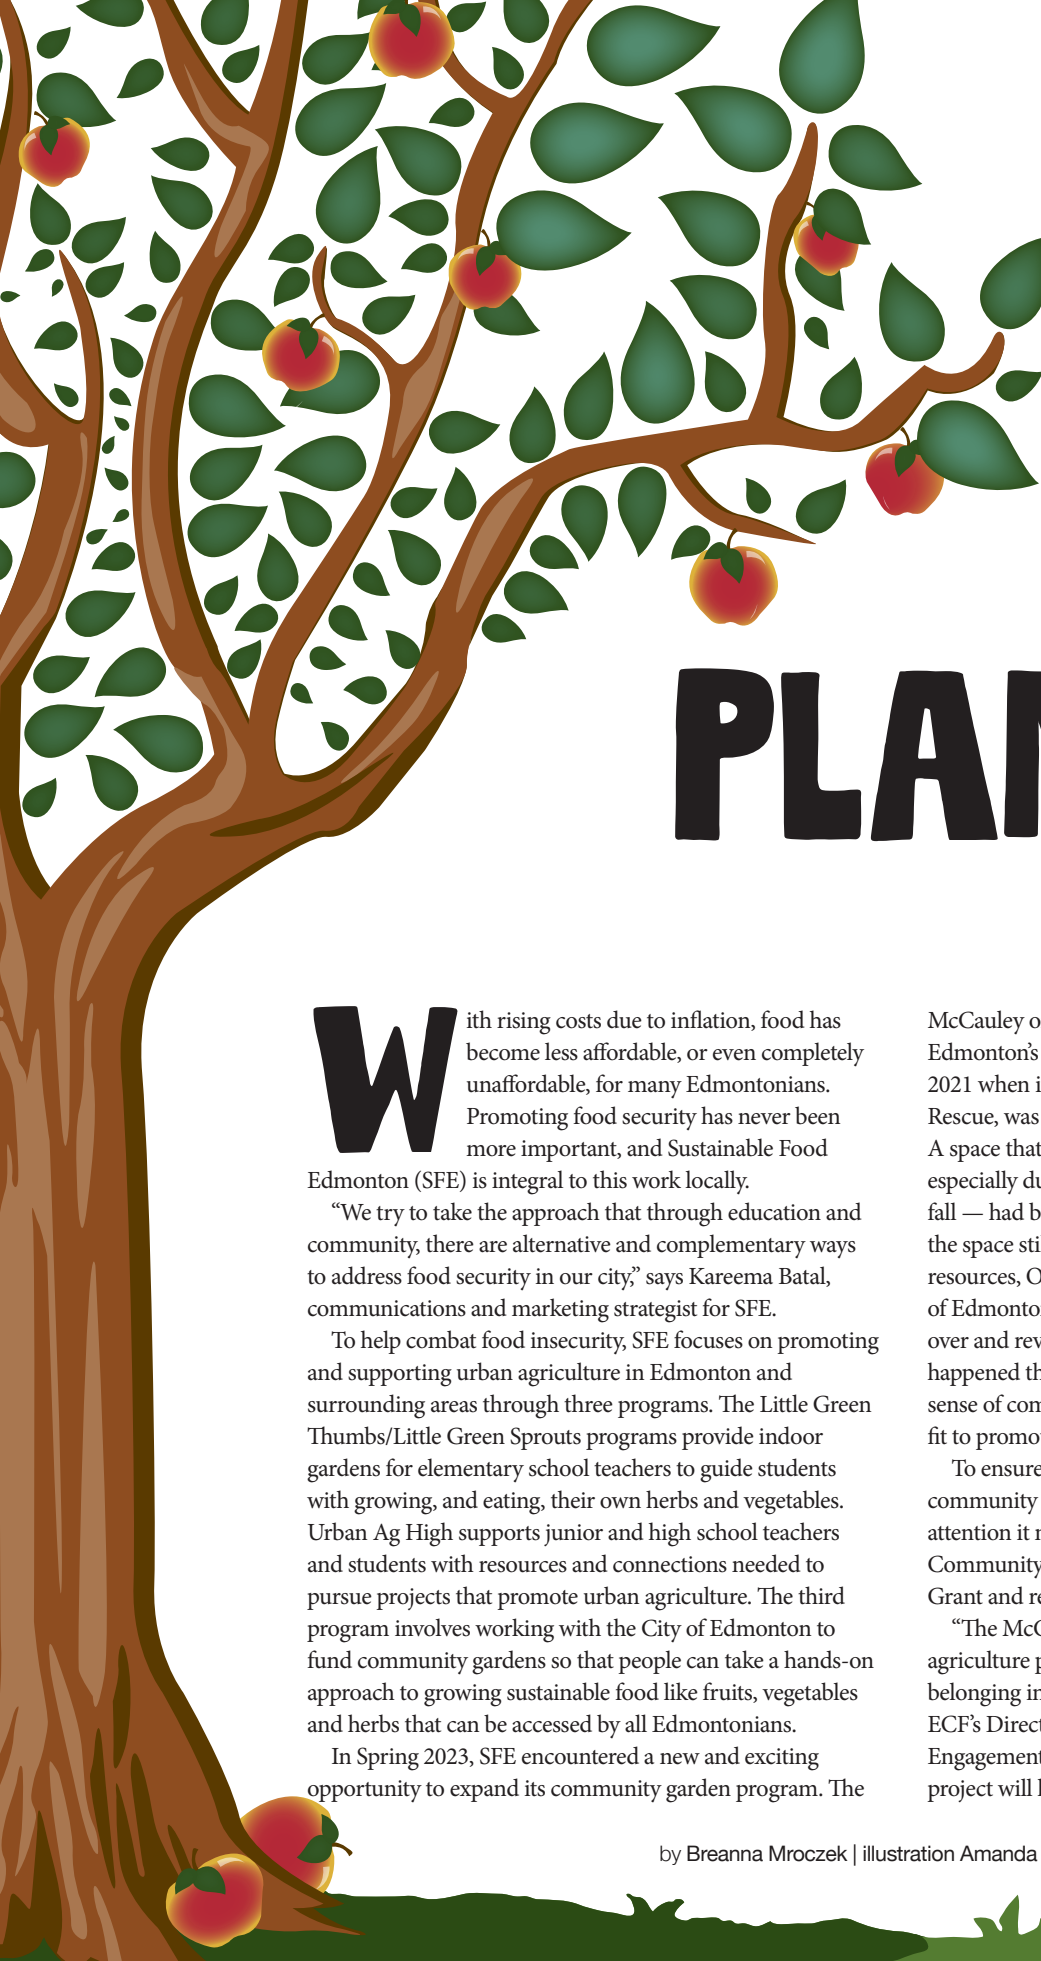 PLAN
With rising costs due to inflation, food has
become less affordable, or even completely
unaffordable, for many Edmontonians.
Promoting food security has never been
more important, and Sustainable Food
Edmonton (SFE) is integral to this work locally.
“We try to take the approach that through education and
community, there are alternative and complementary ways
to address food security in our city,” says Kareema Batal,
communications and marketing strategist for SFE.
To help combat food insecurity, SFE focuses on promoting
and supporting urban agriculture in Edmonton and
surrounding areas through three programs. The Little Green
Thumbs/Little Green Sprouts programs provide indoor
gardens for elementary school teachers to guide students
with growing, and eating, their own herbs and vegetables.
Urban Ag High supports junior and high school teachers
and students with resources and connections needed to
pursue projects that promote urban agriculture. The third
program involves working with the City of Edmonton to
fund community gardens so that people can take a hands-on
approach to growing sustainable food like fruits, vegetables
and herbs that can be accessed by all Edmontonians.
In Spring 2023, SFE encountered a new and exciting
opportunity to expand its community garden program. The
McCauley
Edmonton’s
2021 when
Rescue, was
A space that
especially
fall — had
the space
resources,
of
over and
happened
sense of
fit to
To ensure
community
attention it
Community
Grant and
“The
agriculture
belonging
ECF’s
Engagement
project will
by Breanna Mroczek | illustration Amanda